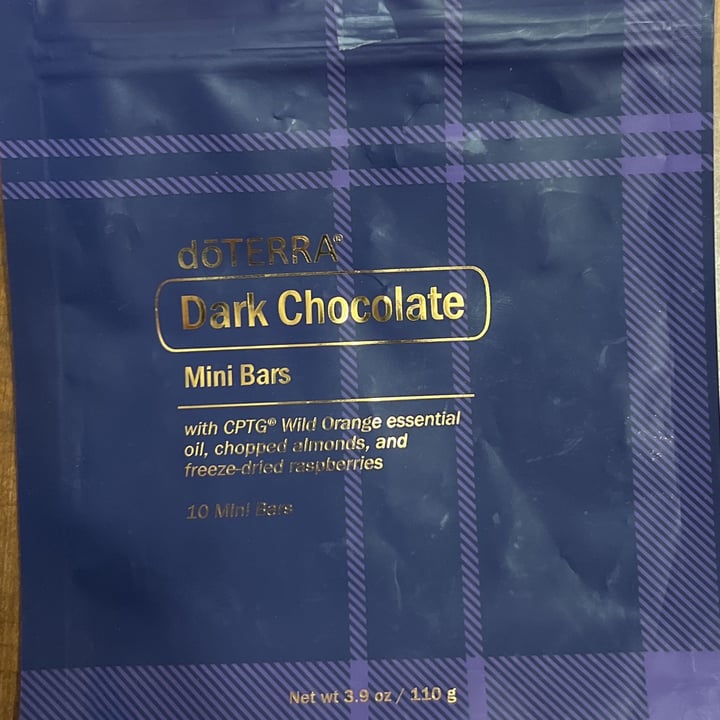 dōTERRA®
Dark Chocolate
Mini Bars
with CPTG® Wild Orange essential
oil, chopped almonds, and
freeze-dried raspberries
10 Mini Bars
Net wt 3.9 oz / 110 g